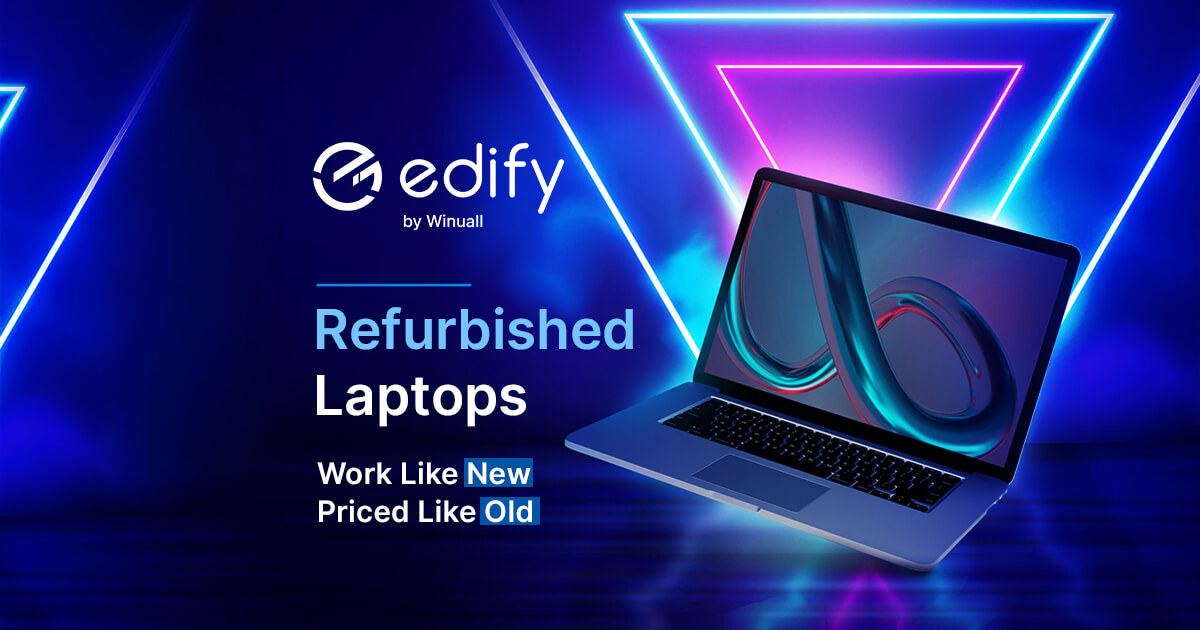 edify
by Winuall
Refurbished
Laptops
Work Like New
Priced Like Old